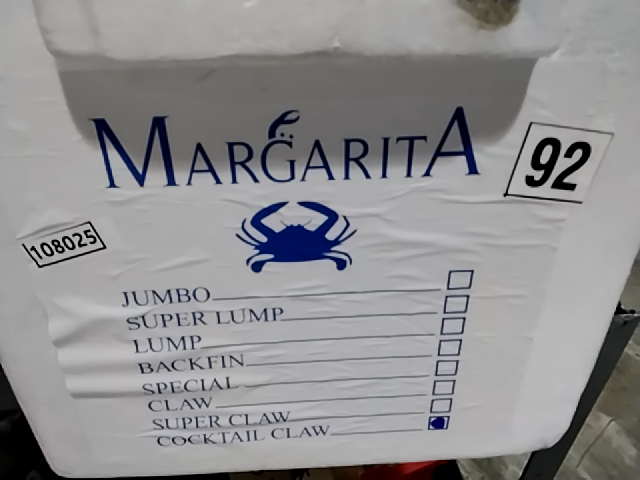 MARGARITA
92
108025
JUMBO
SUPER LUMP
LUMP
BACKFIN
SPECIAL
CLAW
SUPER CLAW
COCKTAIL CLAW